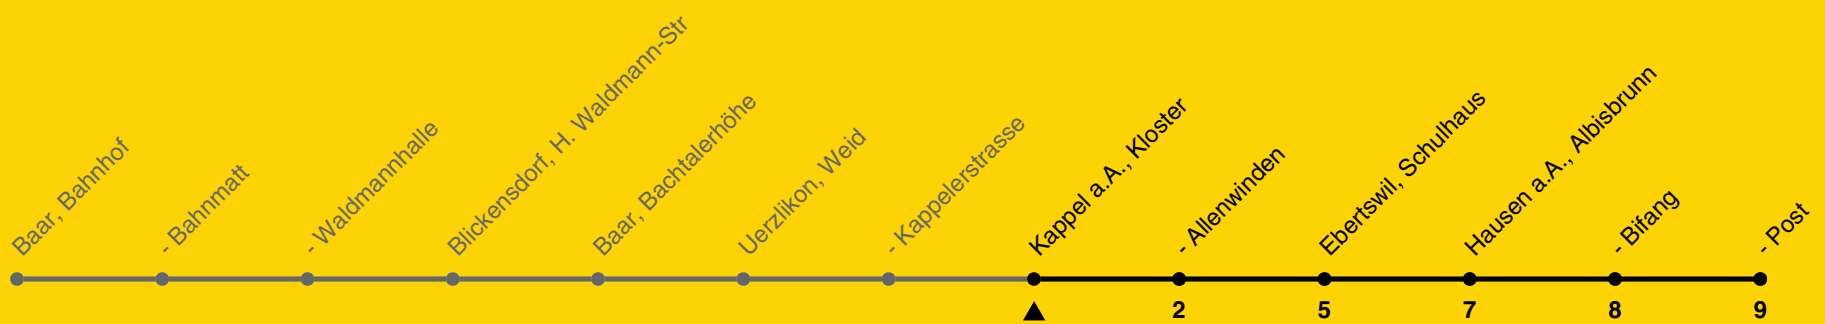 Baar, Bahnhof
- Bahnmatt
- Waldmannhalle
Blickensdorf, H. Waldmann-Str
Baar, Bachtalerhöhe
Uerzlikon, Weid
- Kappelerstrasse
Kappel a.A., Kloster
- Allenwinden
Ebertswil, Schulhaus
Hausen a.A., Albisbrunn
- Bifang
- Post
2 5 7 8 9